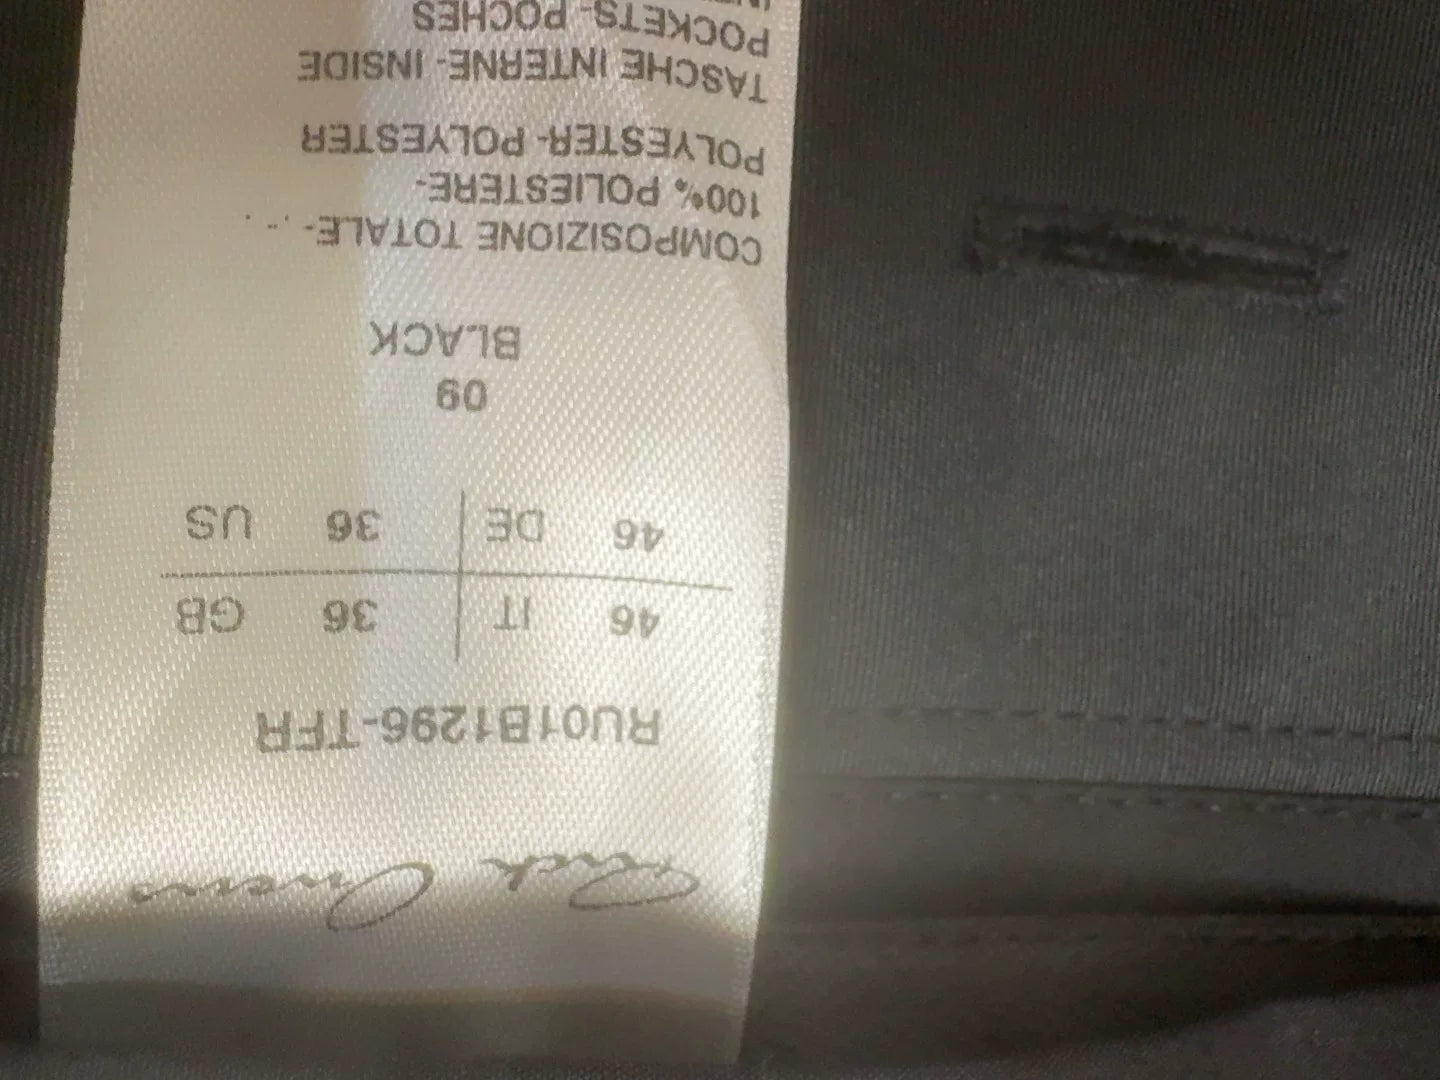 Rick Owens
RU01B1296-TFR
46 IT 36 GB
46 DE 36 US
09
BLACK
COMPOSIZIONE TOTALE-
100% POLIESTERE-
POLYESTER-POLYESTER
TASCHE INTERNE-INSIDE
POCKETS-POCHES